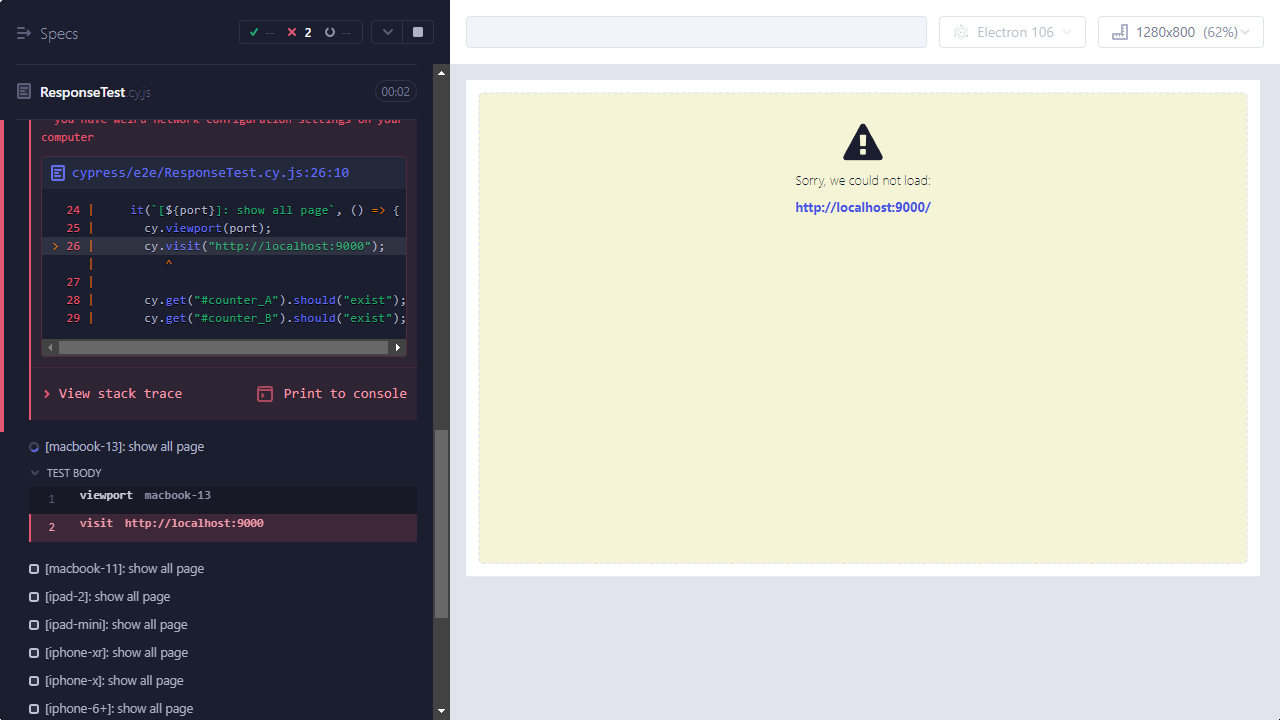 Specs
-- 2 --
ResponseTest.cy.js
00:02
you have weird network configuration settings on your
computer
cypress/e2e/ResponseTest.cy.js:26:10
24 | it(`[${port}]: show all page`, () => {
25 | cy.viewport(port);
> 26 | cy.visit("http://localhost:9000");
| ^
27 |
28 | cy.get("#counter_A").should("exist");
29 | cy.get("#counter_B").should("exist");
View stack trace
Print to console
[macbook-13]: show all page
TEST BODY
1 viewport macbook-13
2 visit http://localhost:9000
[macbook-11]: show all page
[ipad-2]: show all page
[ipad-mini]: show all page
[iphone-xr]: show all page
[iphone-x]: show all page
[iphone-6+]: show all page
Electron 106
1280x800 (62%)
Sorry, we could not load:
http://localhost:9000/